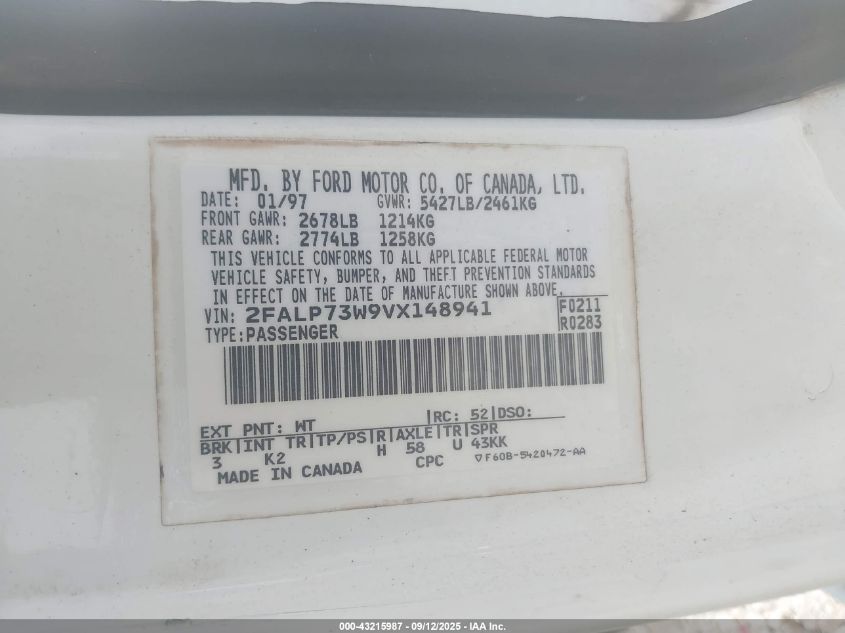 MFD. BY FORD MOTOR CO. OF CANADA, LTD.
DATE: 01/97 GVWR: 5427LB/2461KG
FRONT GAWR: 2678LB 1214KG
REAR GAWR: 2774LB 1258KG
THIS VEHICLE CONFORMS TO ALL APPLICABLE FEDERAL MOTOR
VEHICLE SAFETY, BUMPER, AND THEFT PREVENTION STANDARDS
IN EFFECT ON THE DATE OF MANUFACTURE SHOWN ABOVE.
VIN: 2FALP73W9VX148941 F0211
TYPE: PASSENGER R0283
EXT PNT: WT RC: 52 DSO:
BRK INT TR TP/PS R AXLE TR SPR
3 K2 H 58 U 43KK
MADE IN CANADA CPC ▽F60B-5420472-AA
000-43215987 - 09/12/2025 - IAA Inc.